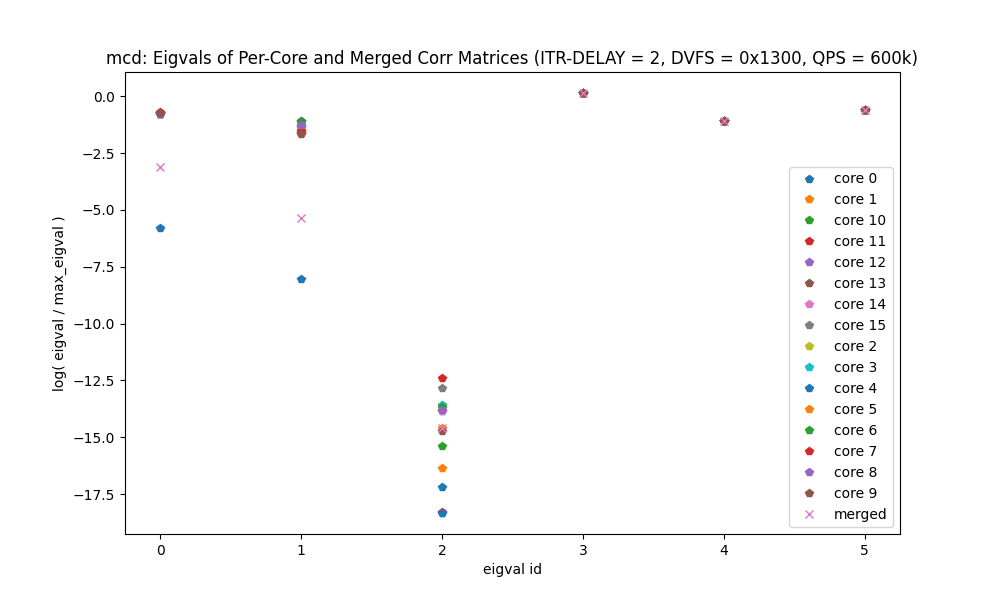 mcd: Eigvals of Per-Core and Merged Corr Matrices (ITR-DELAY = 2, DVFS = 0x1300, QPS = 600k)
log( eigval / max_eigval )
0.0
−2.5
−5.0
−7.5
−10.0
−12.5
−15.0
−17.5
core 0
core 1
core 10
core 11
core 12
core 13
core 14
core 15
core 2
core 3
core 4
core 5
core 6
core 7
core 8
core 9
merged
0 1 2 3 4 5
eigval id